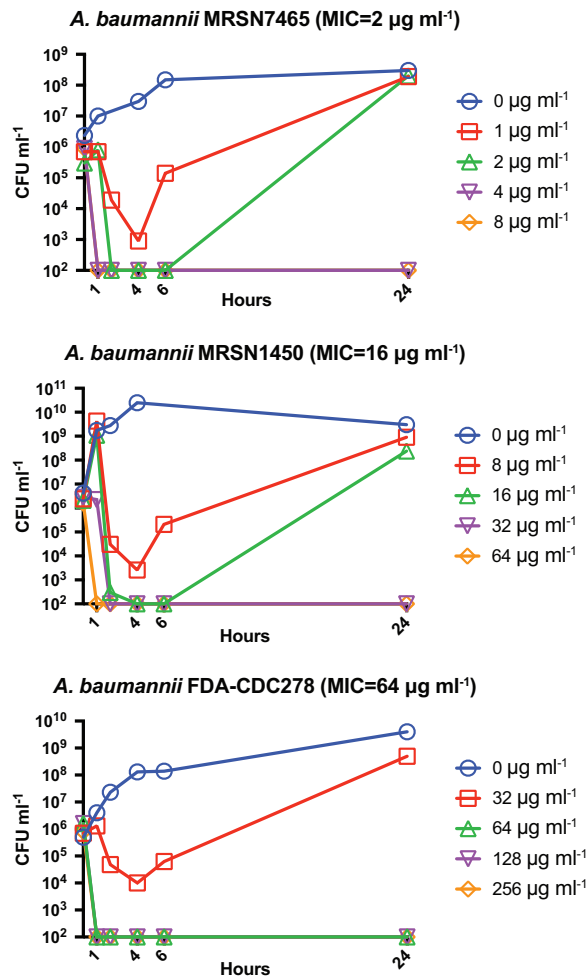 A. baumannii MRSN7465 (MIC=2 µg ml⁻¹)
CFU ml⁻¹
10⁹
10⁸
10⁷
10⁶
10⁵
10⁴
10³
10²
1
4
6
24
Hours
0 µg ml⁻¹
1 µg ml⁻¹
2 µg ml⁻¹
4 µg ml⁻¹
8 µg ml⁻¹
A. baumannii MRSN1450 (MIC=16 µg ml⁻¹)
CFU ml⁻¹
10¹¹
10¹⁰
10⁹
10⁸
10⁷
10⁶
10⁵
10⁴
10³
10²
1
4
6
24
Hours
0 µg ml⁻¹
8 µg ml⁻¹
16 µg ml⁻¹
32 µg ml⁻¹
64 µg ml⁻¹
A. baumannii FDA-CDC278 (MIC=64 µg ml⁻¹)
CFU ml⁻¹
10¹⁰
10⁹
10⁸
10⁷
10⁶
10⁵
10⁴
10³
10²
1
4
6
24
Hours
0 µg ml⁻¹
32 µg ml⁻¹
64 µg ml⁻¹
128 µg ml⁻¹
256 µg ml⁻¹